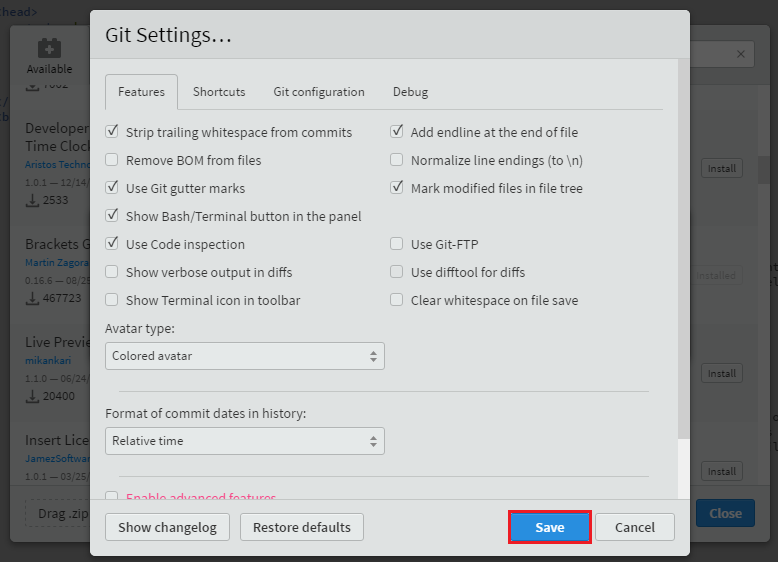 head>
Git Settings...
Available
Features Shortcuts Git configuration Debug
Strip trailing whitespace from commits Add endline at the end of file
Remove BOM from files Normalize line endings (to \n)
Use Git gutter marks Mark modified files in file tree
Show Bash/Terminal button in the panel
Use Code inspection Use Git-FTP
Show verbose output in diffs Use difftool for diffs
Show Terminal icon in toolbar Clear whitespace on file save
Avatar type:
Colored avatar
Format of commit dates in history:
Relative time
Enable advanced features
Show changelog Restore defaults Save Cancel
Developer
Time Clock
Aristos Techno
1.0.1 — 12/14/
2533
Install
Brackets G
Martin Zagora
0.16.6 — 08/2
467723
Installed
Live Previe
mikankari
1.1.0 — 06/24/
20400
Install
Insert Lice
JamezSoftwar
1.0.1 — 03/25/
Install
Drag .zip
Close